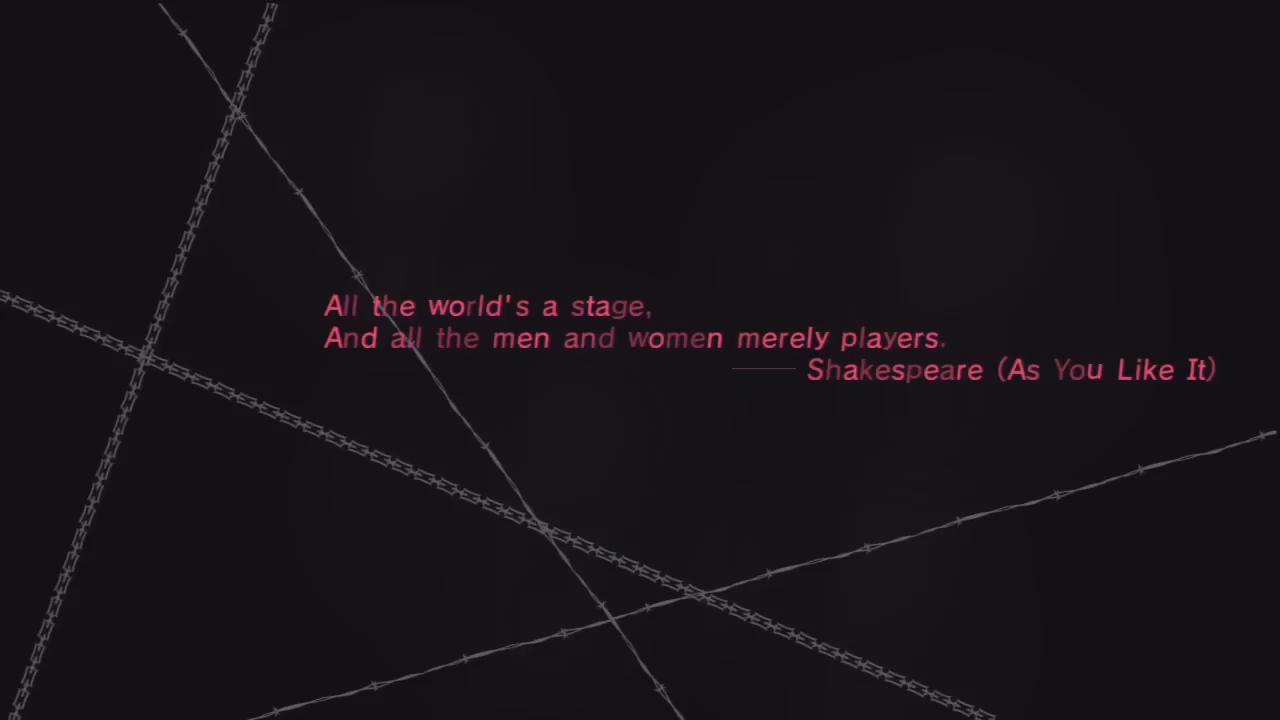 All the world's a stage,
And all the men and women merely players.
—— Shakespeare (As You Like It)